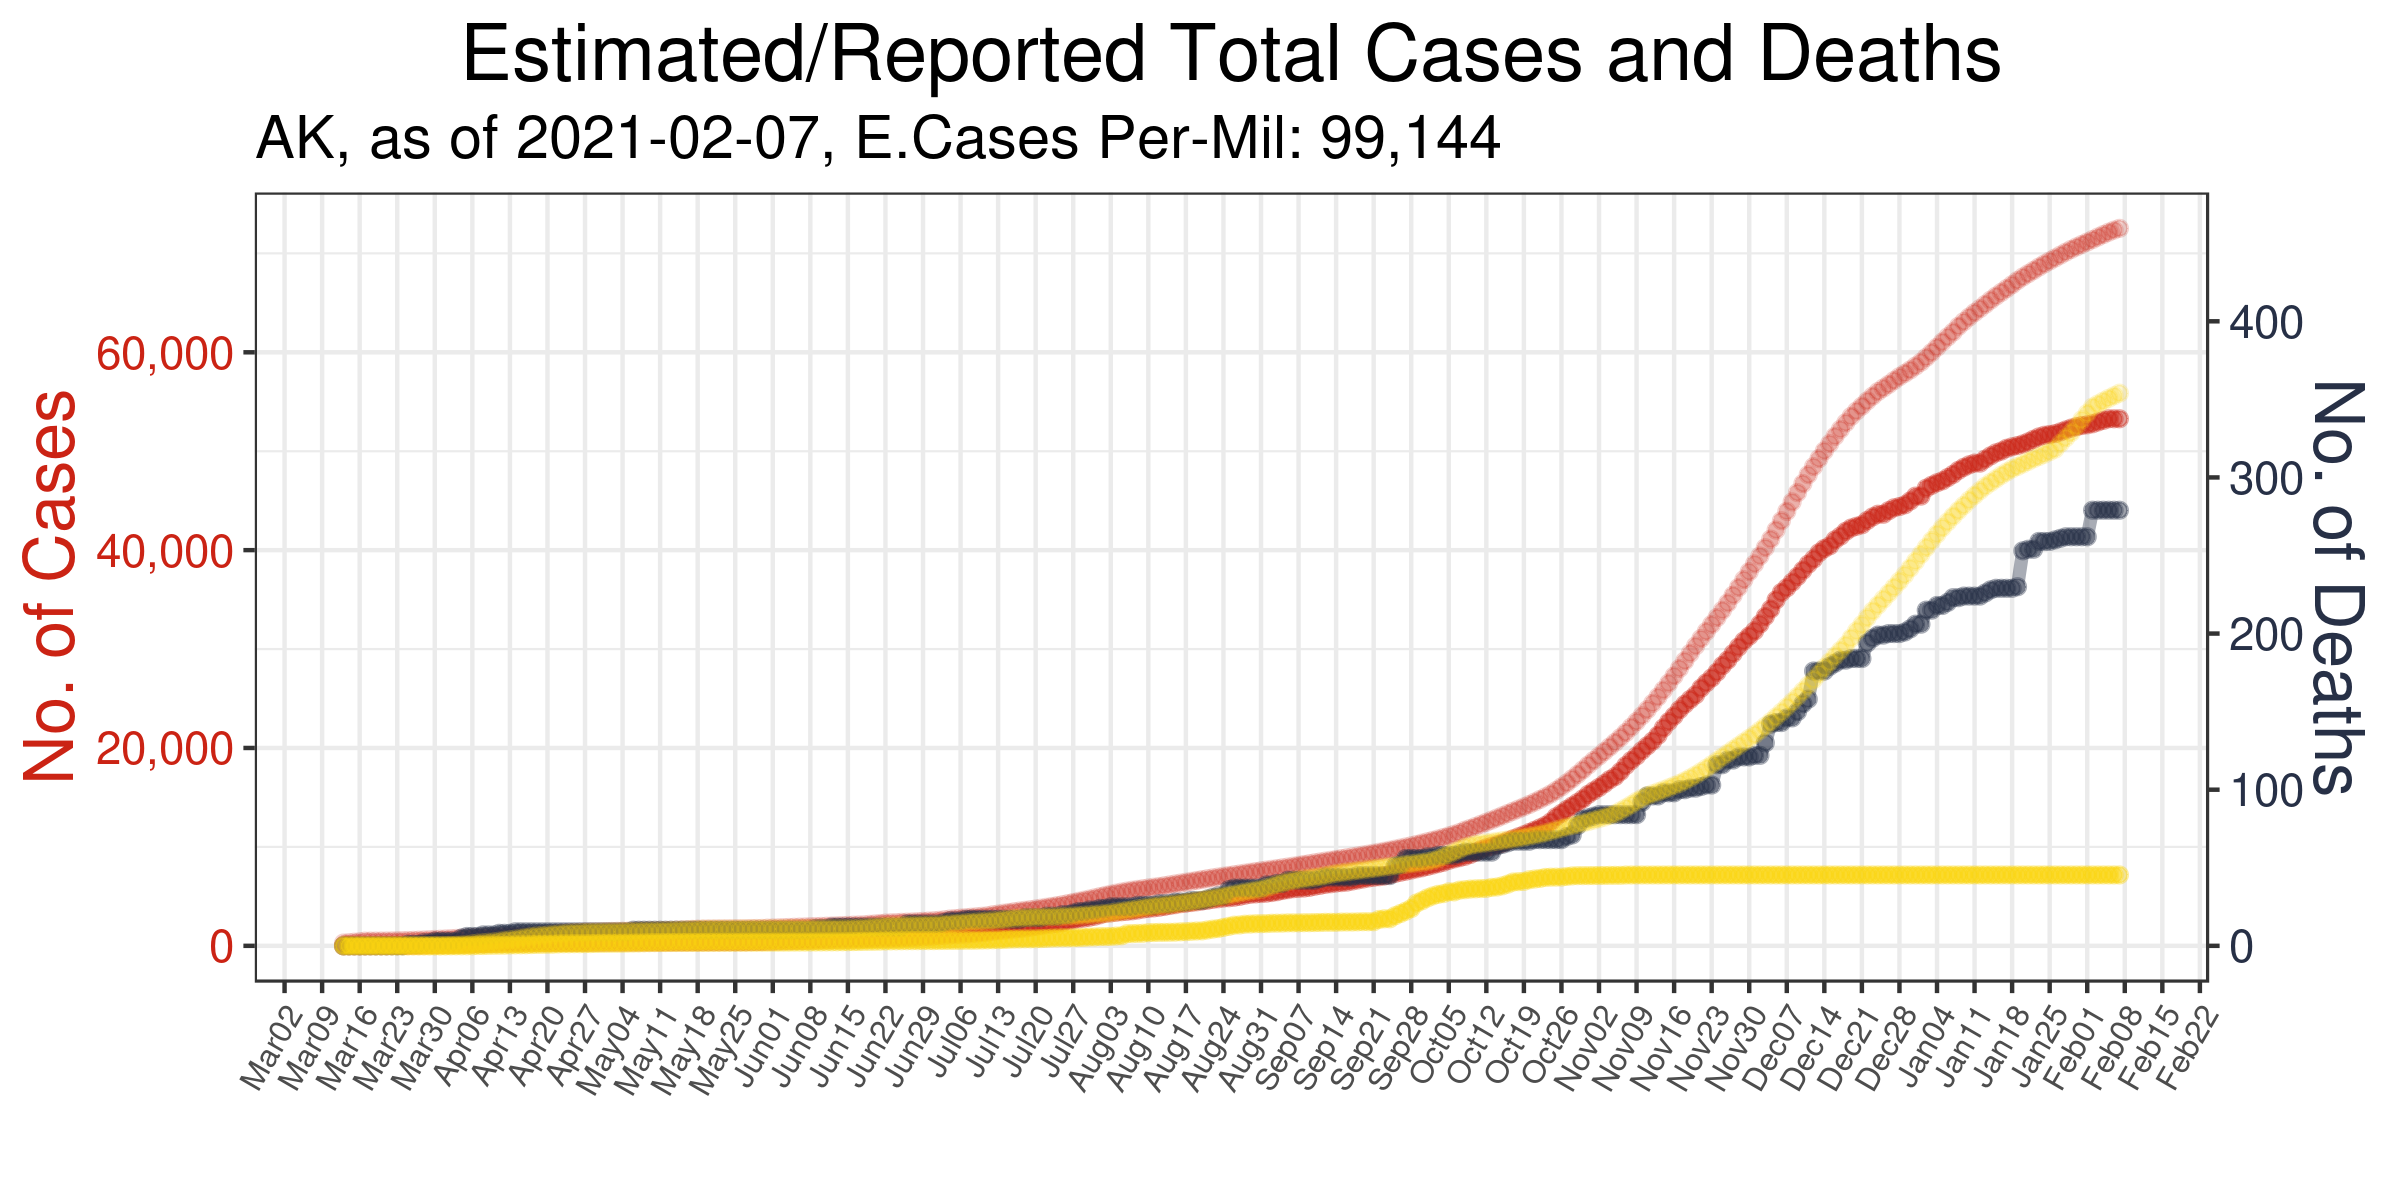 Estimated/Reported Total Cases and Deaths
AK, as of 2021-02-07, E.Cases Per-Mil: 99,144
No. of Cases
60,000
40,000
20,000
0
400
300
200
100
0
No. of Deaths
Mar02 Mar09 Mar16 Mar23 Mar30 Apr06 Apr13 Apr20 Apr27 May04 May11 May18 May25 Jun01 Jun08 Jun15 Jun22 Jun29 Jul06 Jul13 Jul20 Jul27 Aug03 Aug10 Aug17 Aug24 Aug31 Sep07 Sep14 Sep21 Sep28 Oct05 Oct12 Oct19 Oct26 Nov02 Nov09 Nov16 Nov23 Nov30 Dec07 Dec14 Dec21 Dec28 Jan04 Jan11 Jan18 Jan25 Feb01 Feb08 Feb15 Feb22